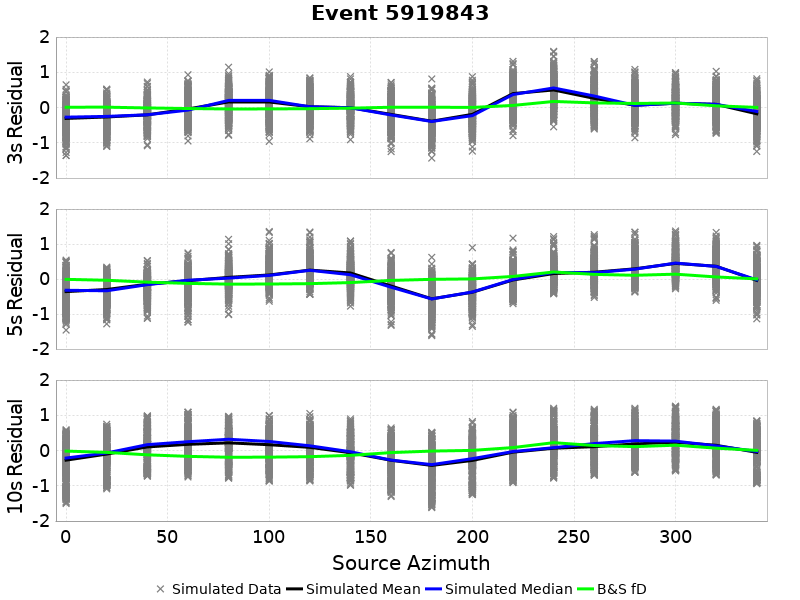 Event 5919843
3s Residual
2
1
0
-1
-2
5s Residual
2
1
0
-1
-2
10s Residual
2
1
0
-1
-2
0 50 100 150 200 250 300
Source Azimuth
Simulated Data Simulated Mean Simulated Median B&S fD